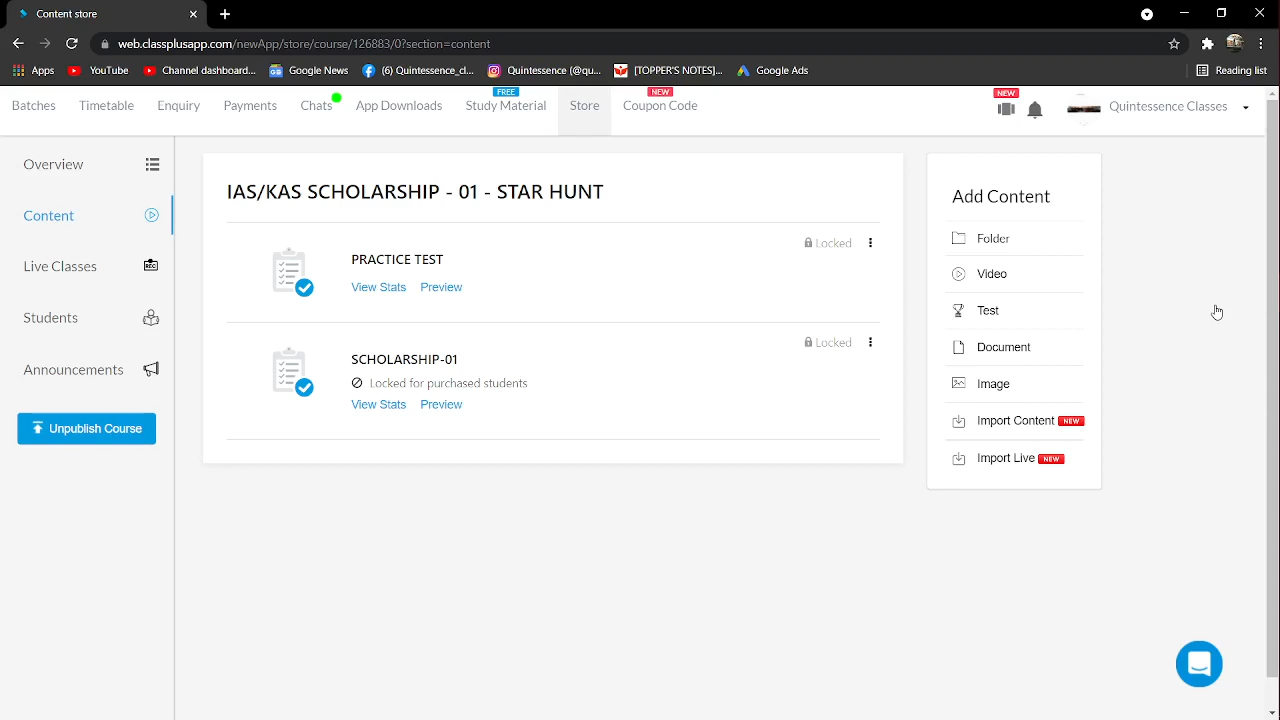 Content store
web.classplusapp.com/newApp/store/course/126883/0?section=content
Apps
YouTube
Channel dashboard...
Google News
(6) Quintessence_cl...
Quintessence (@qu...
[TOPPER'S NOTES]...
Google Ads
Reading list
FREE
NEW
NEW
Batches
Timetable
Enquiry
Payments
Chats
App Downloads
Study Material
Store
Coupon Code
Quintessence Classes
Overview
Content
Live Classes
REC
Students
Announcements
Unpublish Course
IAS/KAS SCHOLARSHIP - 01 - STAR HUNT
Locked
PRACTICE TEST
View Stats Preview
Locked
SCHOLARSHIP-01
Locked for purchased students
View Stats Preview
Add Content
Folder
Video
Test
Document
Image
Import Content NEW
Import Live NEW